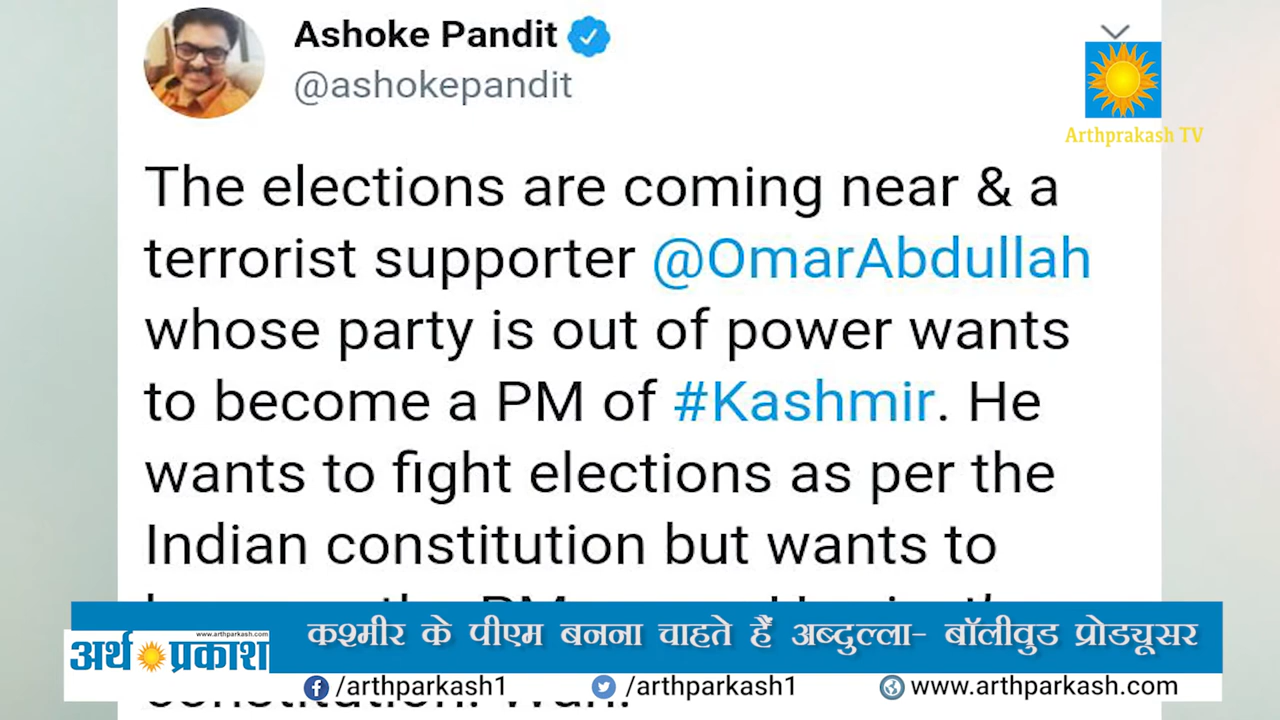 Ashoke Pandit
@ashokepandit
Arthprakash TV
The elections are coming near & a
terrorist supporter @OmarAbdullah
whose party is out of power wants
to become a PM of #Kashmir. He
wants to fight elections as per the
Indian constitution but wants to
कश्मीर के पीएम बनना चाहते हैं अब्दुल्ला- बॉलीवुड प्रोड्यूसर
www.arthparkash.com
अर्थ प्रकाश
/arthparkash1 /arthparkash1 www.arthparkash.com